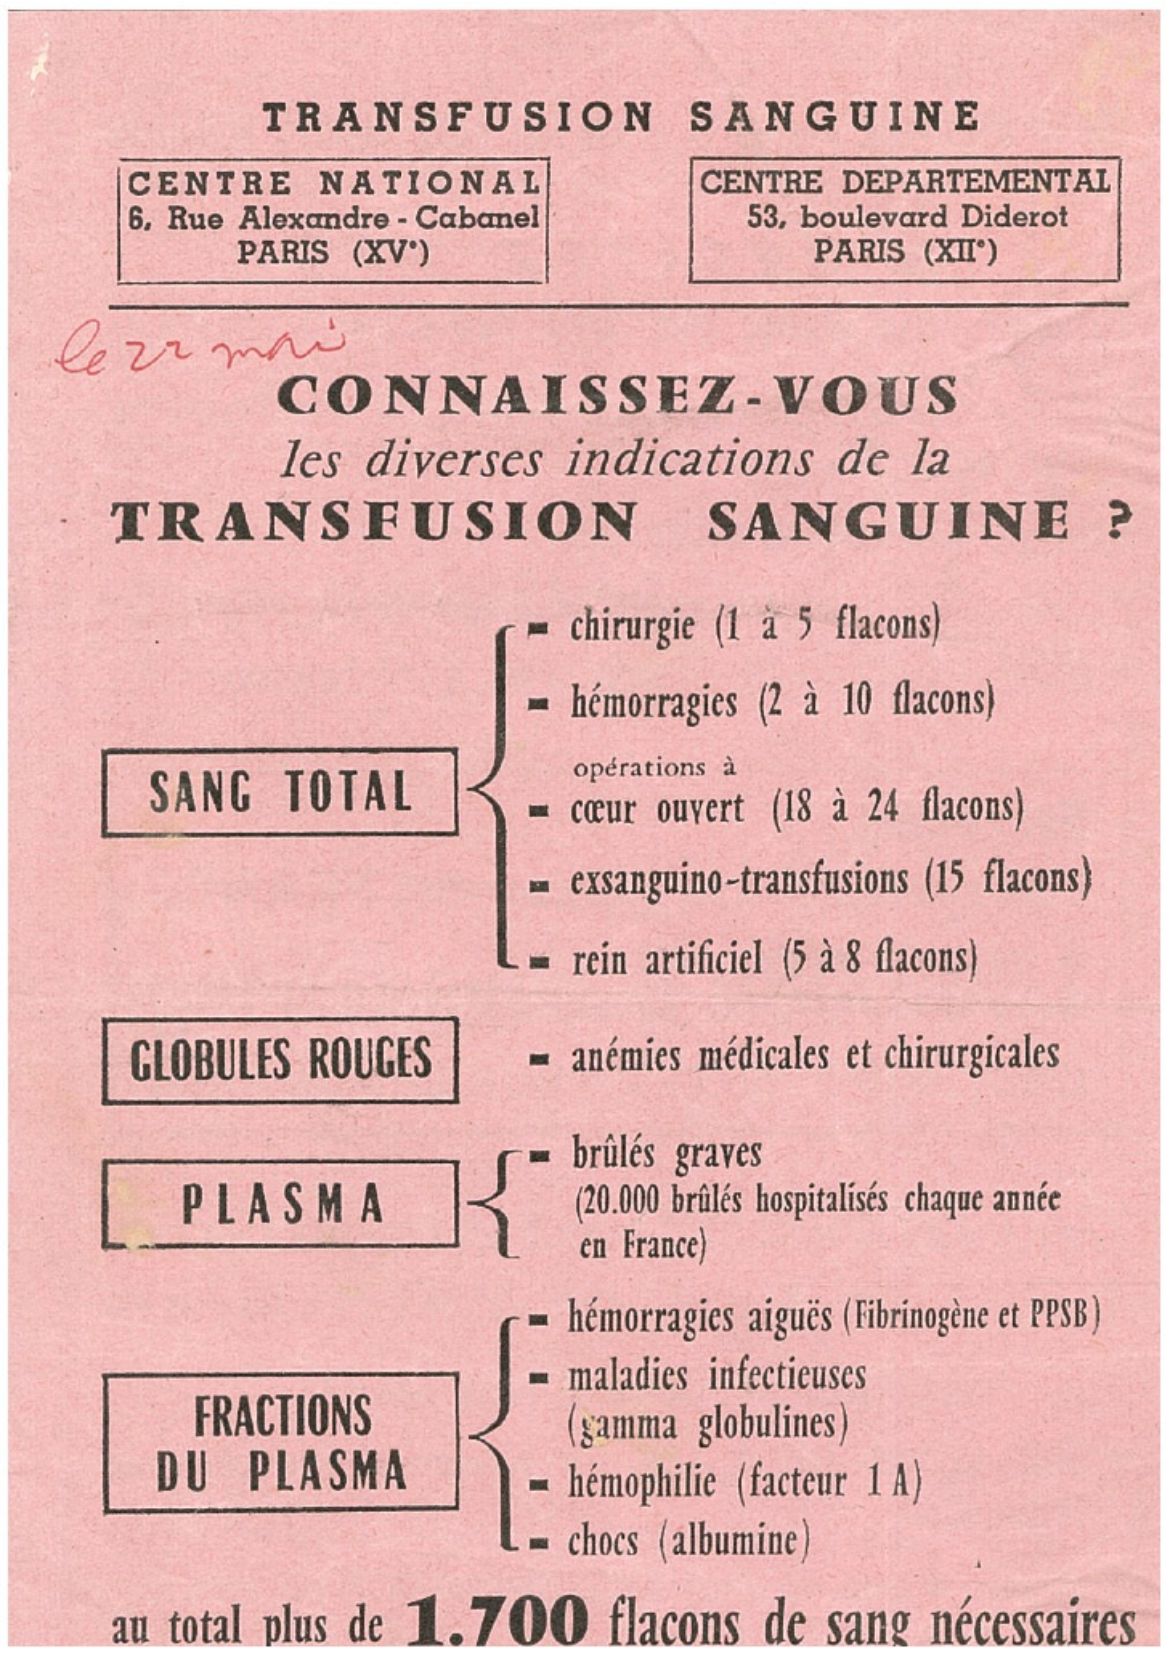 TRANSFUSION SANGUINE
CENTRE NATIONAL
6, Rue Alexandre - Cabanel
PARIS (XV°)
CENTRE DEPARTEMENTAL
53, boulevard Diderot
PARIS (XII°)
le 22 mai
CONNAISSEZ-VOUS
les diverses indications de la
TRANSFUSION SANGUINE ?
SANG TOTAL
- chirurgie (1 à 5 flacons)
- hémorragies (2 à 10 flacons)
opérations à
- cœur ouvert (18 à 24 flacons)
- exsanguino-transfusions (15 flacons)
- rein artificiel (5 à 8 flacons)
GLOBULES ROUGES
- anémies médicales et chirurgicales
PLASMA
- brûlés graves
(20.000 brûlés hospitalisés chaque année
en France)
FRACTIONS
DU PLASMA
- hémorragies aiguës (Fibrinogène et PPSB)
- maladies infectieuses
(gamma globulines)
- hémophilie (facteur 1 A)
- chocs (albumine)
au total plus de 1.700 flacons de sang nécessaires